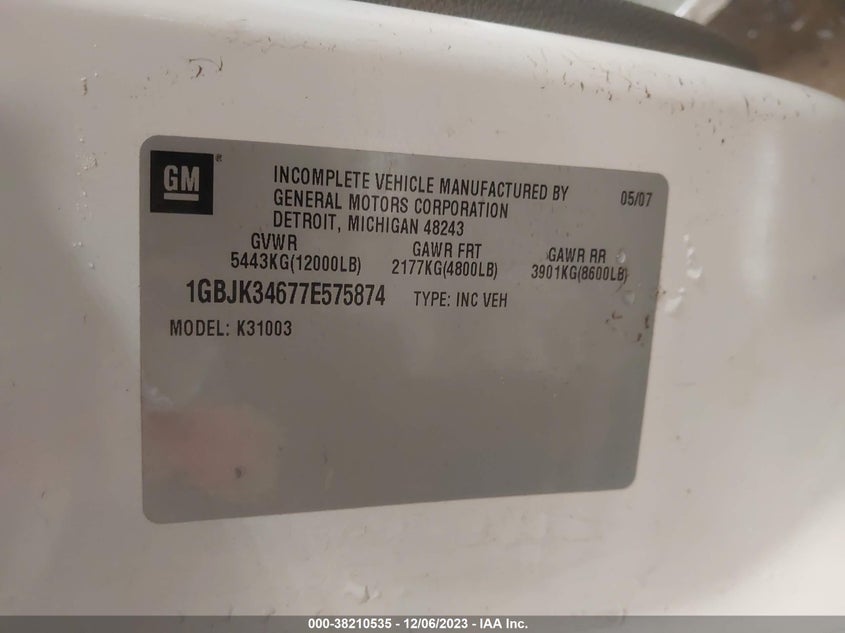 GM ®
INCOMPLETE VEHICLE MANUFACTURED BY 05/07
GENERAL MOTORS CORPORATION
DETROIT, MICHIGAN 48243
GVWR GAWR FRT GAWR RR
5443KG(12000LB) 2177KG(4800LB) 3901KG(8600LB)
1GBJK34677E575874 TYPE: INC VEH
MODEL: K31003
000-38210535 - 12/06/2023 - IAA Inc.